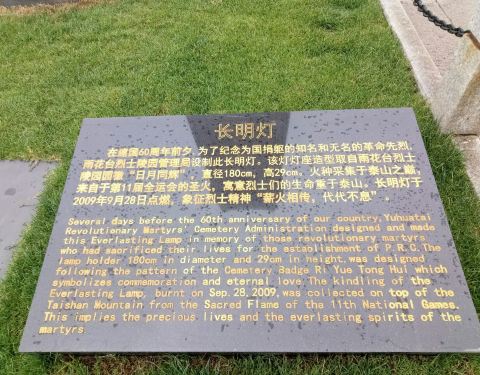 长明灯
在建国60周年前夕，为了纪念为国捐躯的知名和无名的革命先烈，
雨花台烈士陵园管理局设制此长明灯。该灯灯座造型取自雨花台烈士
陵园园徽“日月同辉”，直径180cm，高29cm。火种采集于泰山之巅，
来自于第11届全运会的圣火，寓意烈士们的生命重于泰山。长明灯于
2009年9月28日点燃，象征烈士精神“薪火相传，代代不息”。
Several days before the 60th anniversary of our country, Yuhuatai
Revolutionary Martyrs' Cemetery Administration designed and made
this Everlasting Lamp in memory of those revolutionary martyrs
who had sacrificed their lives for the establishment of P.R.C. The
lamp holder 180cm in diameter and 29cm in height, was designed
following the pattern of the Cemetery Badge Ri Yue Tong Hui which
symbolizes commemoration and eternal love. The kindling of the
Everlasting Lamp, burnt on Sep. 28, 2009, was collected on top of the
Taishan Mountain from the Sacred Flame of the 11th National Games.
This implies the precious lives and the everlasting spirits of the
martyrs.